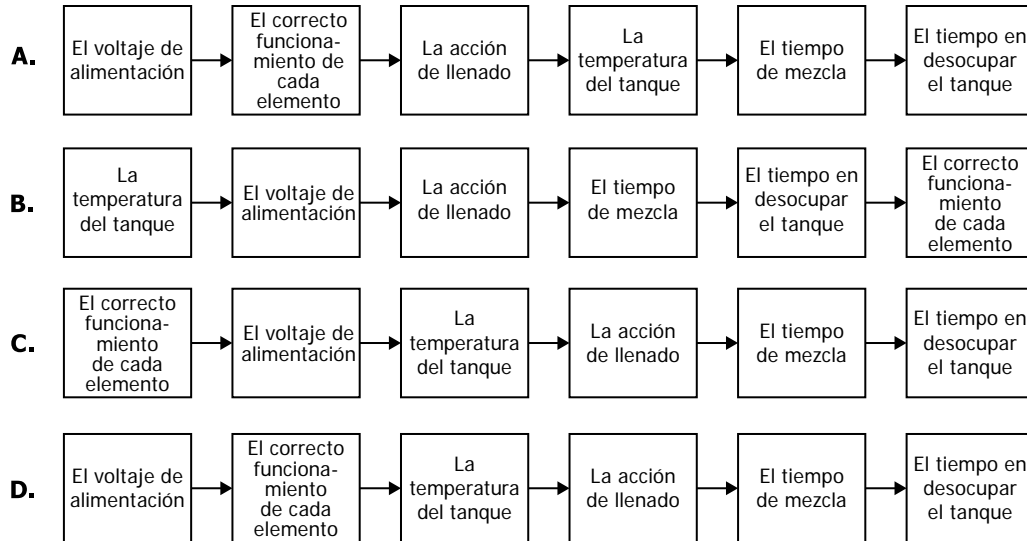 A.
El voltaje de
alimentación
El correcto
funciona-
miento de
cada
elemento
La acción
de llenado
La
temperatura
del tanque
El tiempo
de mezcla
El tiempo en
desocupar
el tanque
B.
La
temperatura
del tanque
El voltaje de
alimentación
La acción
de llenado
El tiempo
de mezcla
El tiempo en
desocupar
el tanque
El correcto
funciona-
miento
de cada
elemento
C.
El correcto
funciona-
miento
de cada
elemento
El voltaje de
alimentación
La
temperatura
del tanque
La acción
de llenado
El tiempo
de mezcla
El tiempo en
desocupar
el tanque
D.
El voltaje de
alimentación
El correcto
funciona-
miento
de cada
elemento
La
temperatura
del tanque
La acción
de llenado
El tiempo
de mezcla
El tiempo en
desocupar
el tanque